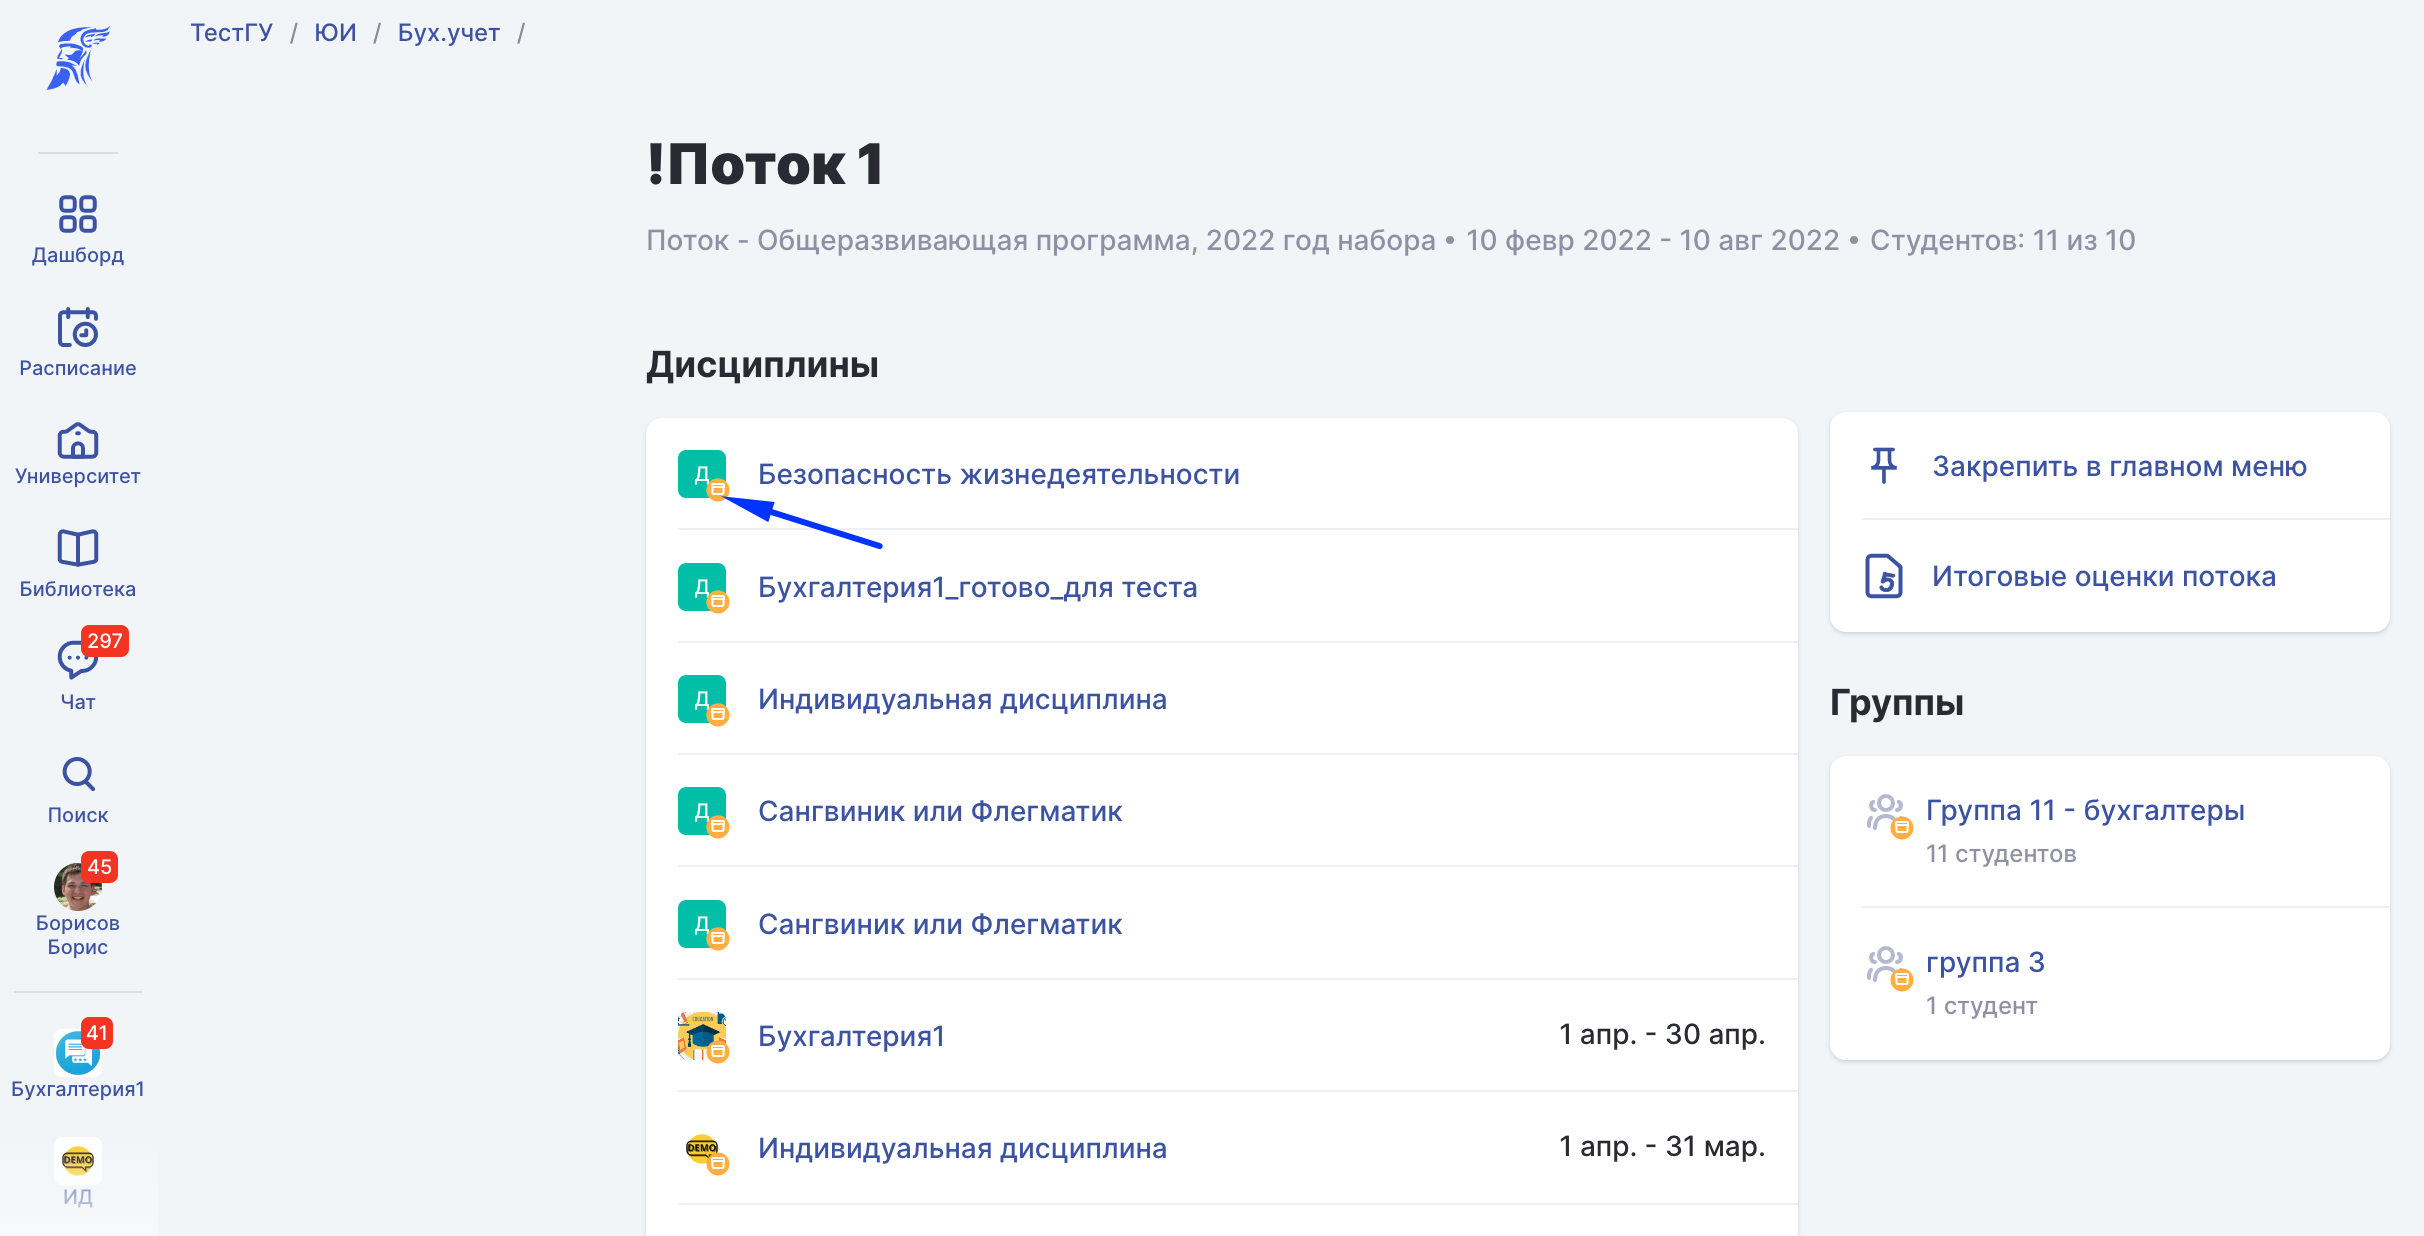 ТестГУ / ЮИ / Бух.учет /
Дашборд
Расписание
Университет
Библиотека
297
Чат
Поиск
45
Борисов
Борис
41
Бухгалтерия1
DEMO
ИД
!Поток 1
Поток - Общеразвивающая программа, 2022 год набора • 10 февр 2022 - 10 авг 2022 • Студентов: 11 из 10
Дисциплины
Д Безопасность жизнедеятельности
Д Бухгалтерия1_готово_для теста
Д Индивидуальная дисциплина
Д Сангвиник или Флегматик
Д Сангвиник или Флегматик
EDUCATION
Бухгалтерия1 1 апр. - 30 апр.
DEMO Индивидуальная дисциплина 1 апр. - 31 мар.
Закрепить в главном меню
5 Итоговые оценки потока
Группы
Группа 11 - бухгалтеры
11 студентов
группа 3
1 студент